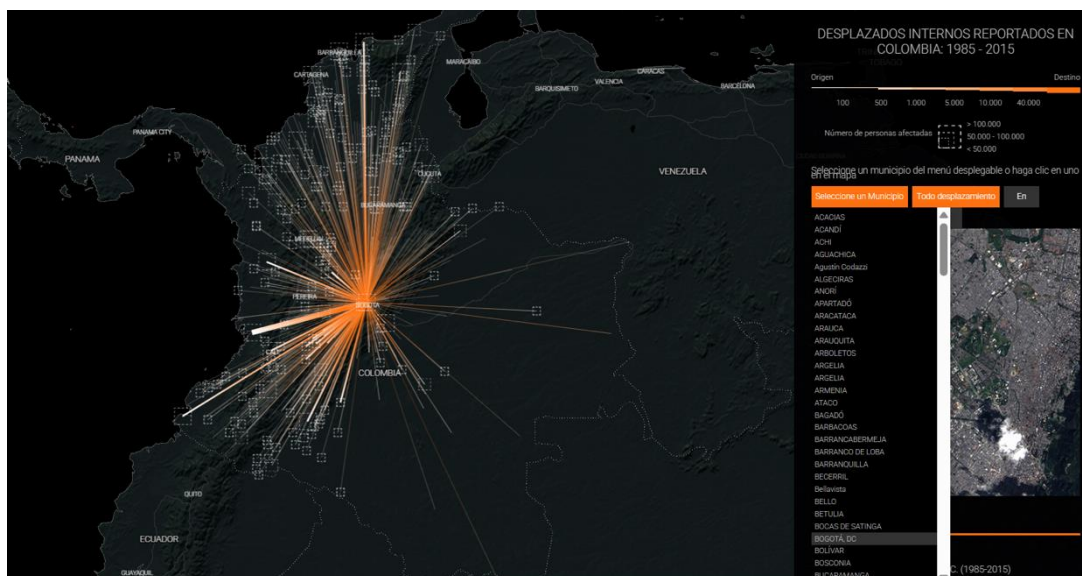 DESPLAZADOS INTERNOS REPORTADOS EN
COLOMBIA: 1985 - 2015
Origen
Destino
100 500 1.000 5.000 10.000 40.000
Número de personas afectadas
> 100.000
50.000 - 100.000
< 50.000
Seleccione un municipio del menú desplegable o haga clic en uno
en el mapa
Seleccione un Municipio
Todo desplazamiento
En
ACACIAS
ACANDÍ
ACHI
AGUACHICA
Agustín Codazzi
ALGECIRAS
ANORÍ
APARTADÓ
ARACATACA
ARAUCA
ARAUQUITA
ARBOLETOS
ARGELIA
ARGELIA
ARMENIA
ATACO
BAGADÓ
BARBACOAS
BARRANCABERMEJA
BARRANCO DE LOBA
BARRANQUILLA
BECERRIL
Bellavista
BELLO
BETULIA
BOCAS DE SATINGA
BOGOTÁ, DC
BOLÍVAR
BOSCONIA
BUCARAMANGA
C. (1985-2015)
BARRANQUILLA
CARTAGENA
MARACAIBO
CARACAS
VALENCIA
BARQUISIMETO
BARCELONA
PANAMA CITY
PANAMA
VENEZUELA
CUCUTA
BUCARAMANGA
MEDELLIN
PEREIRA
BOGOTA
COLOMBIA
QUITO
ECUADOR
GUAYAQUIL